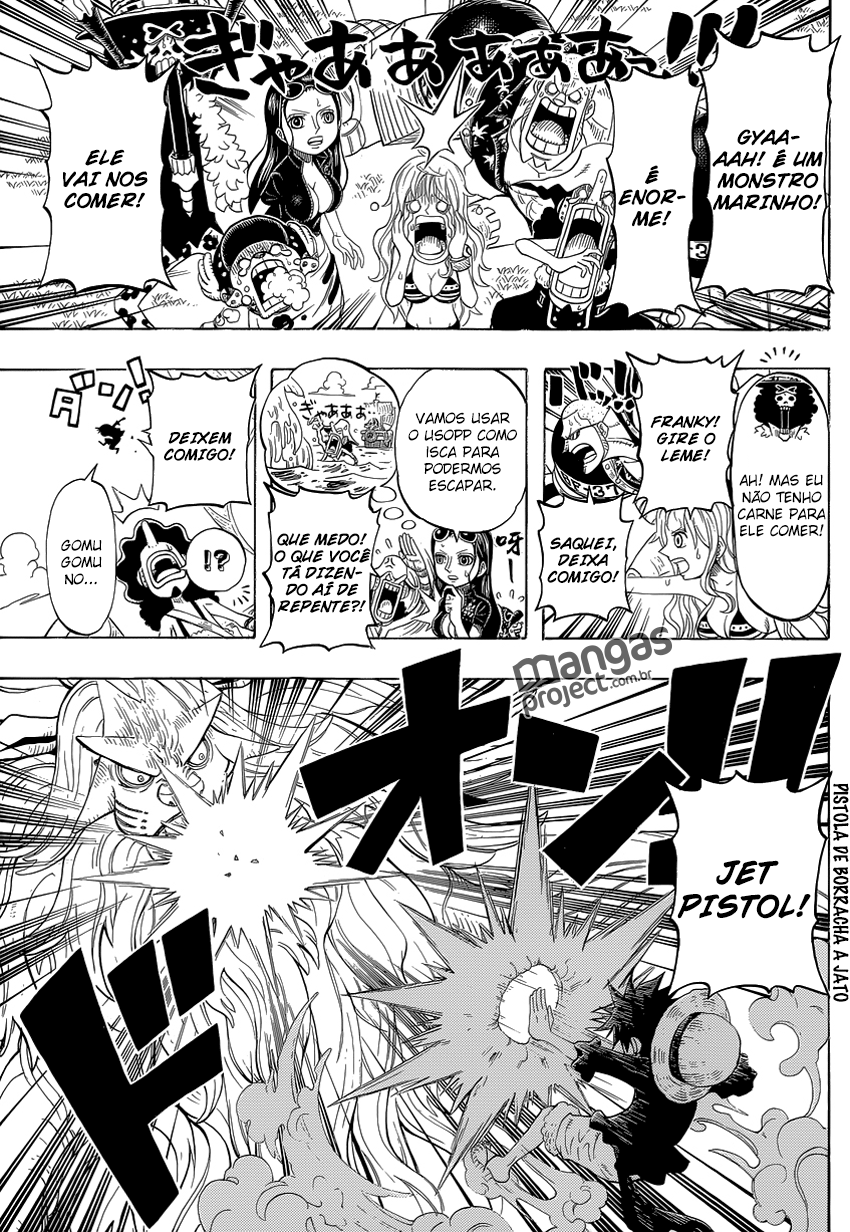 ぎゃあああああっ!!
GYAA-
AAH! É UM
MONSTRO
MARINHO!
É
ENOR-
ME!
ELE
VAI NOS
COMER!
AH! MAS EU
NÃO TENHO
CARNE PARA
ELE COMER!
FRANKY!
GIRE O
LEME!
SAQUEI,
DEIXA
COMIGO!
VAMOS USAR
O USOPP COMO
ISCA PARA
PODERMOS
ESCAPAR.
ぎゃあああ
呀ー
QUE MEDO!
O QUE VOCÊ
TÁ DIZEN-
DO AÍ DE
REPENTE?!
DEIXEM
COMIGO!
!?
ダンッ!
GOMU
GOMU
NO...
mangas
project.com.br
JET
PISTOL!
PISTOLA DE BORRACHA A JATO
ドオン!!